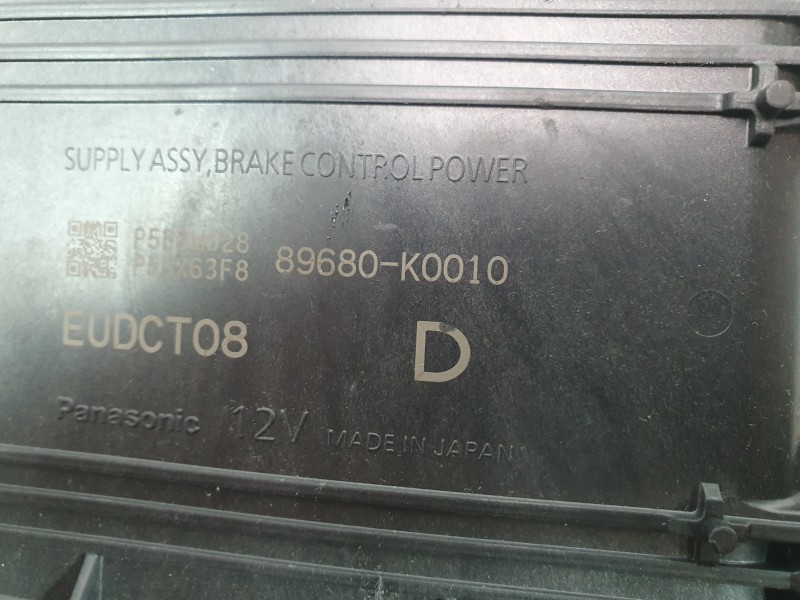 SUPPLY ASSY,BRAKE CONTROL POWER
89680-K0010
EUDCT08 D
Panasonic 12V MADE IN JAPAN